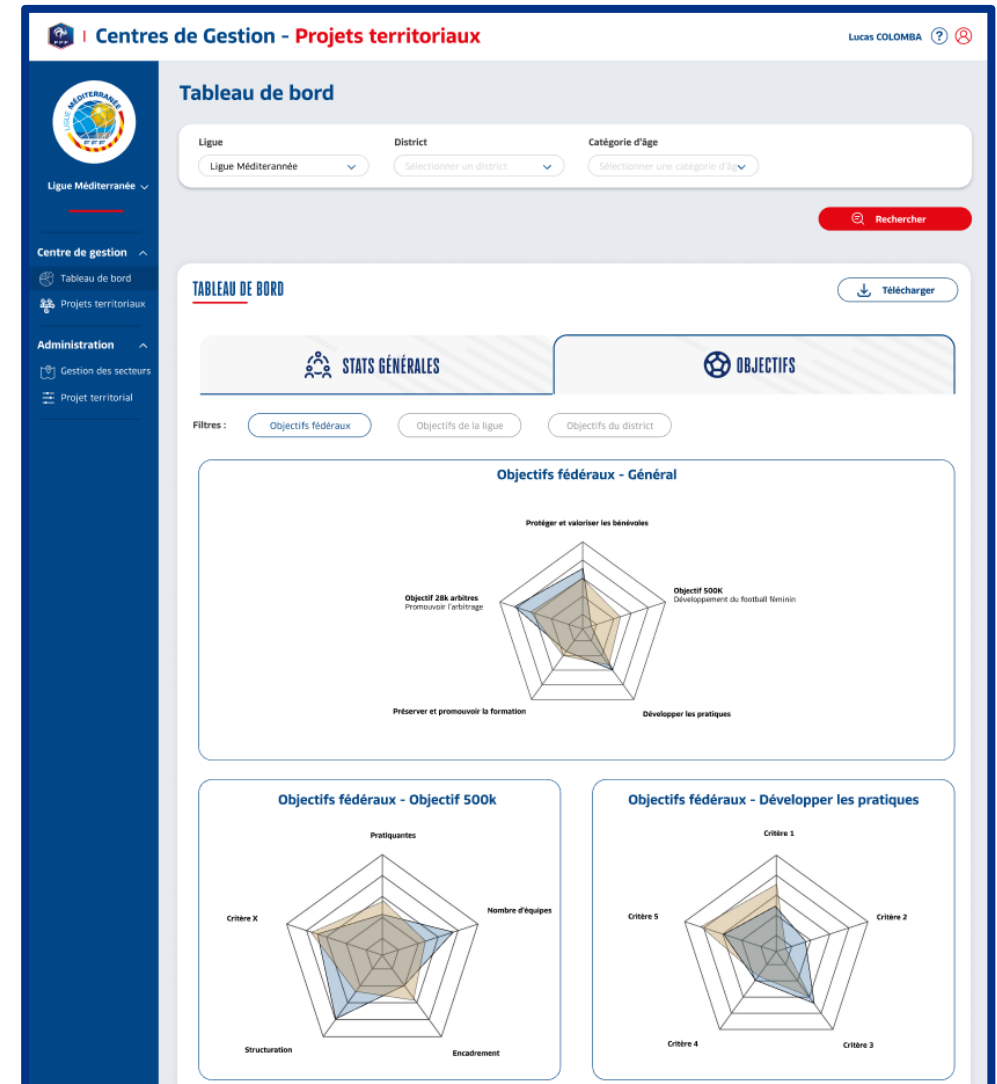 FFF
Centres de Gestion - Projets territoriaux
Lucas COLOMBA
?
LIGUE MÉDITERRANÉE
Ligue Méditerranée
Centre de gestion
Tableau de bord
Projets territoriaux
Administration
Gestion des secteurs
Projet territorial
Tableau de bord
Ligue
District
Catégorie d'âge
Ligue Méditerannée
Sélectionner un district
Sélectionner une catégorie d'âg
Rechercher
TABLEAU DE BORD
Télécharger
STATS GÉNÉRALES
OBJECTIFS
Filtres :
Objectifs fédéraux
Objectifs de la ligue
Objectifs du district
Objectifs fédéraux - Général
Protéger et valoriser les bénévoles
Objectif 28k arbitres
Promouvoir l'arbitrage
Objectif 500K
Développement du football féminin
Préserver et promouvoir la formation
Développer les pratiques
Objectifs fédéraux - Objectif 500k
Pratiquantes
Critère X
Nombre d'équipes
Structuration
Encadrement
Objectifs fédéraux - Développer les pratiques
Critère 1
Critère 5
Critère 2
Critère 4
Critère 3